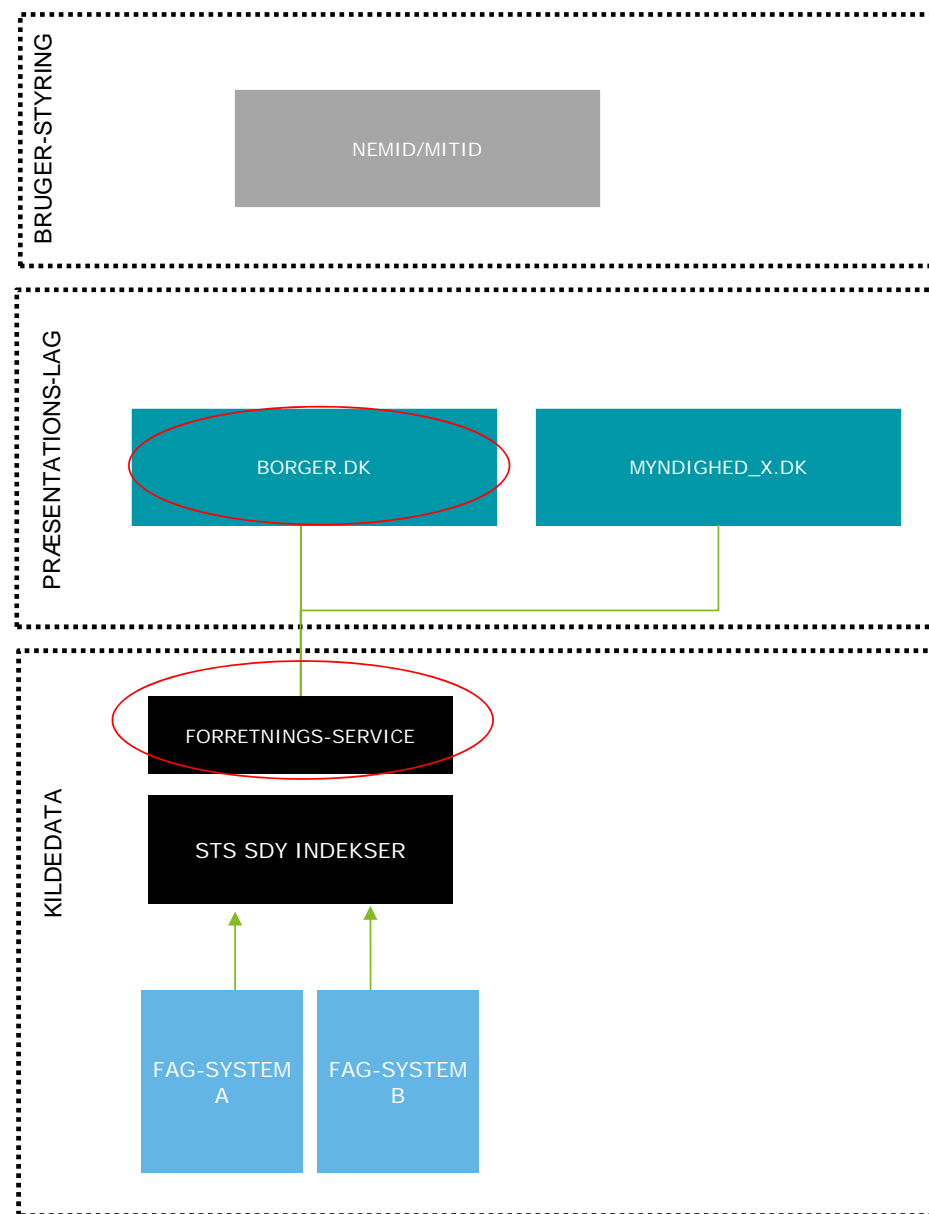 BRUGER-STYRING
NEMID/MITID
PRÆSENTATIONS-LAG
BORGER.DK
MYNDIGHED_X.DK
KILDEDATA
FORRETNINGS-SERVICE
STS SDY INDEKSER
FAG-SYSTEM
A
FAG-SYSTEM
B